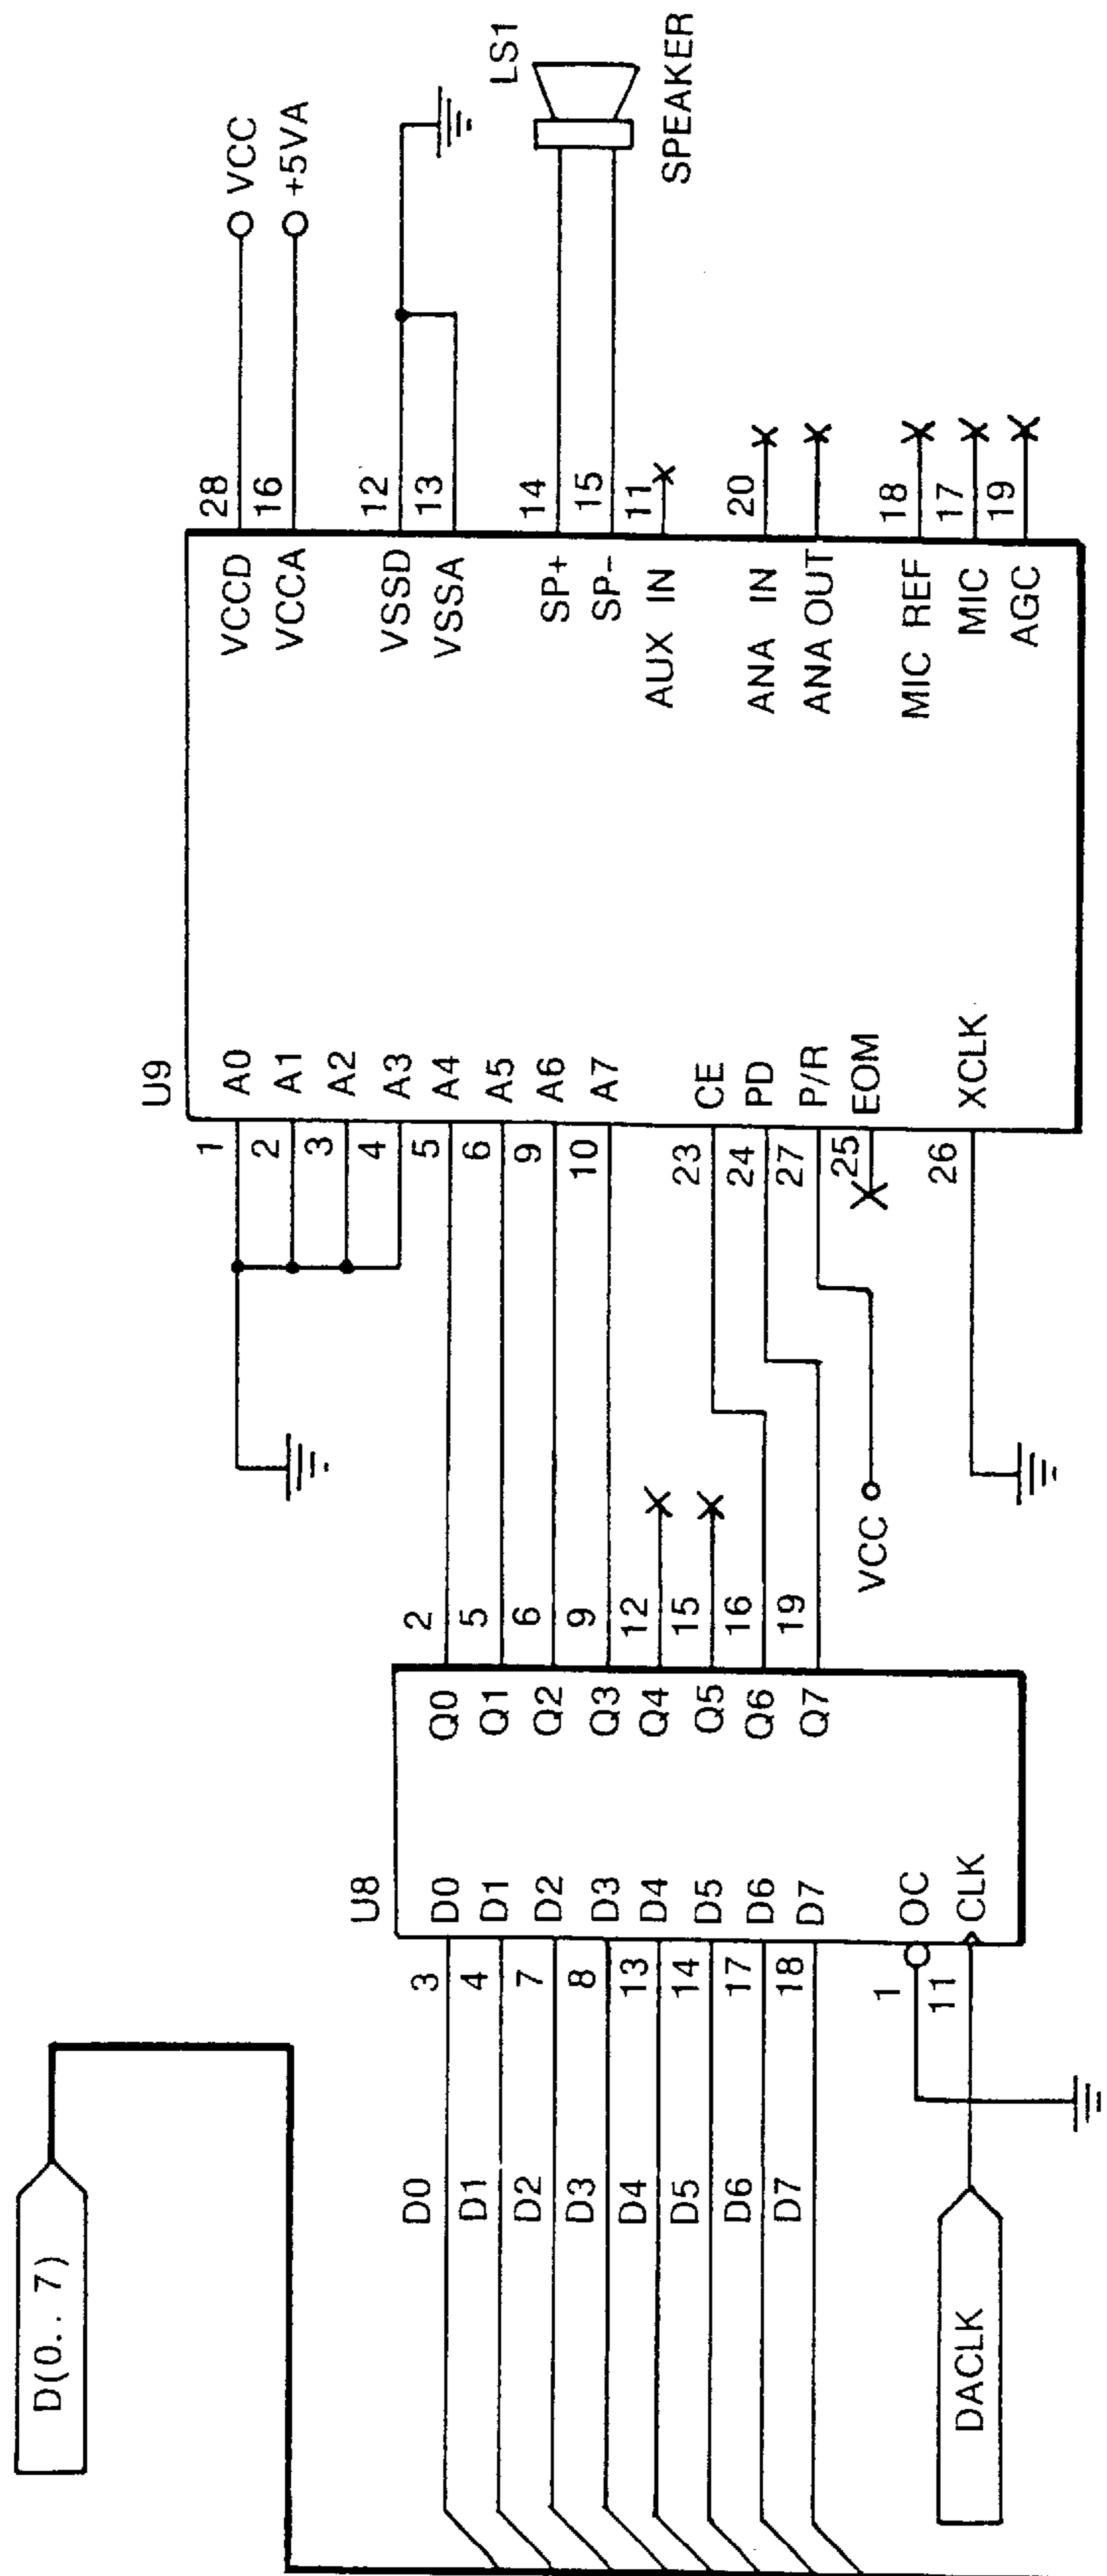 D(0.. 7)
D0
D1
D2
D3
D4
D5
D6
D7
DACLK
U8
3
4
7
8
13
14
17
18
1
11
D0
D1
D2
D3
D4
D5
D6
D7
OC
CLK
Q0
Q1
Q2
Q3
Q4
Q5
Q6
Q7
2
5
6
9
12
15
16
19
VCC
U9
1
2
3
4
5
6
9
10
23
24
27
25
26
A0
A1
A2
A3
A4
A5
A6
A7
CE
PD
P/R
EOM
XCLK
VCCD
VCCA
VSSD
VSSA
SP+
SP-
AUX IN
ANA IN
ANA OUT
MIC REF
MIC
AGC
28
16
12
13
14
15
11
20
18
17
19
VCC
+5VA
LS1
SPEAKER